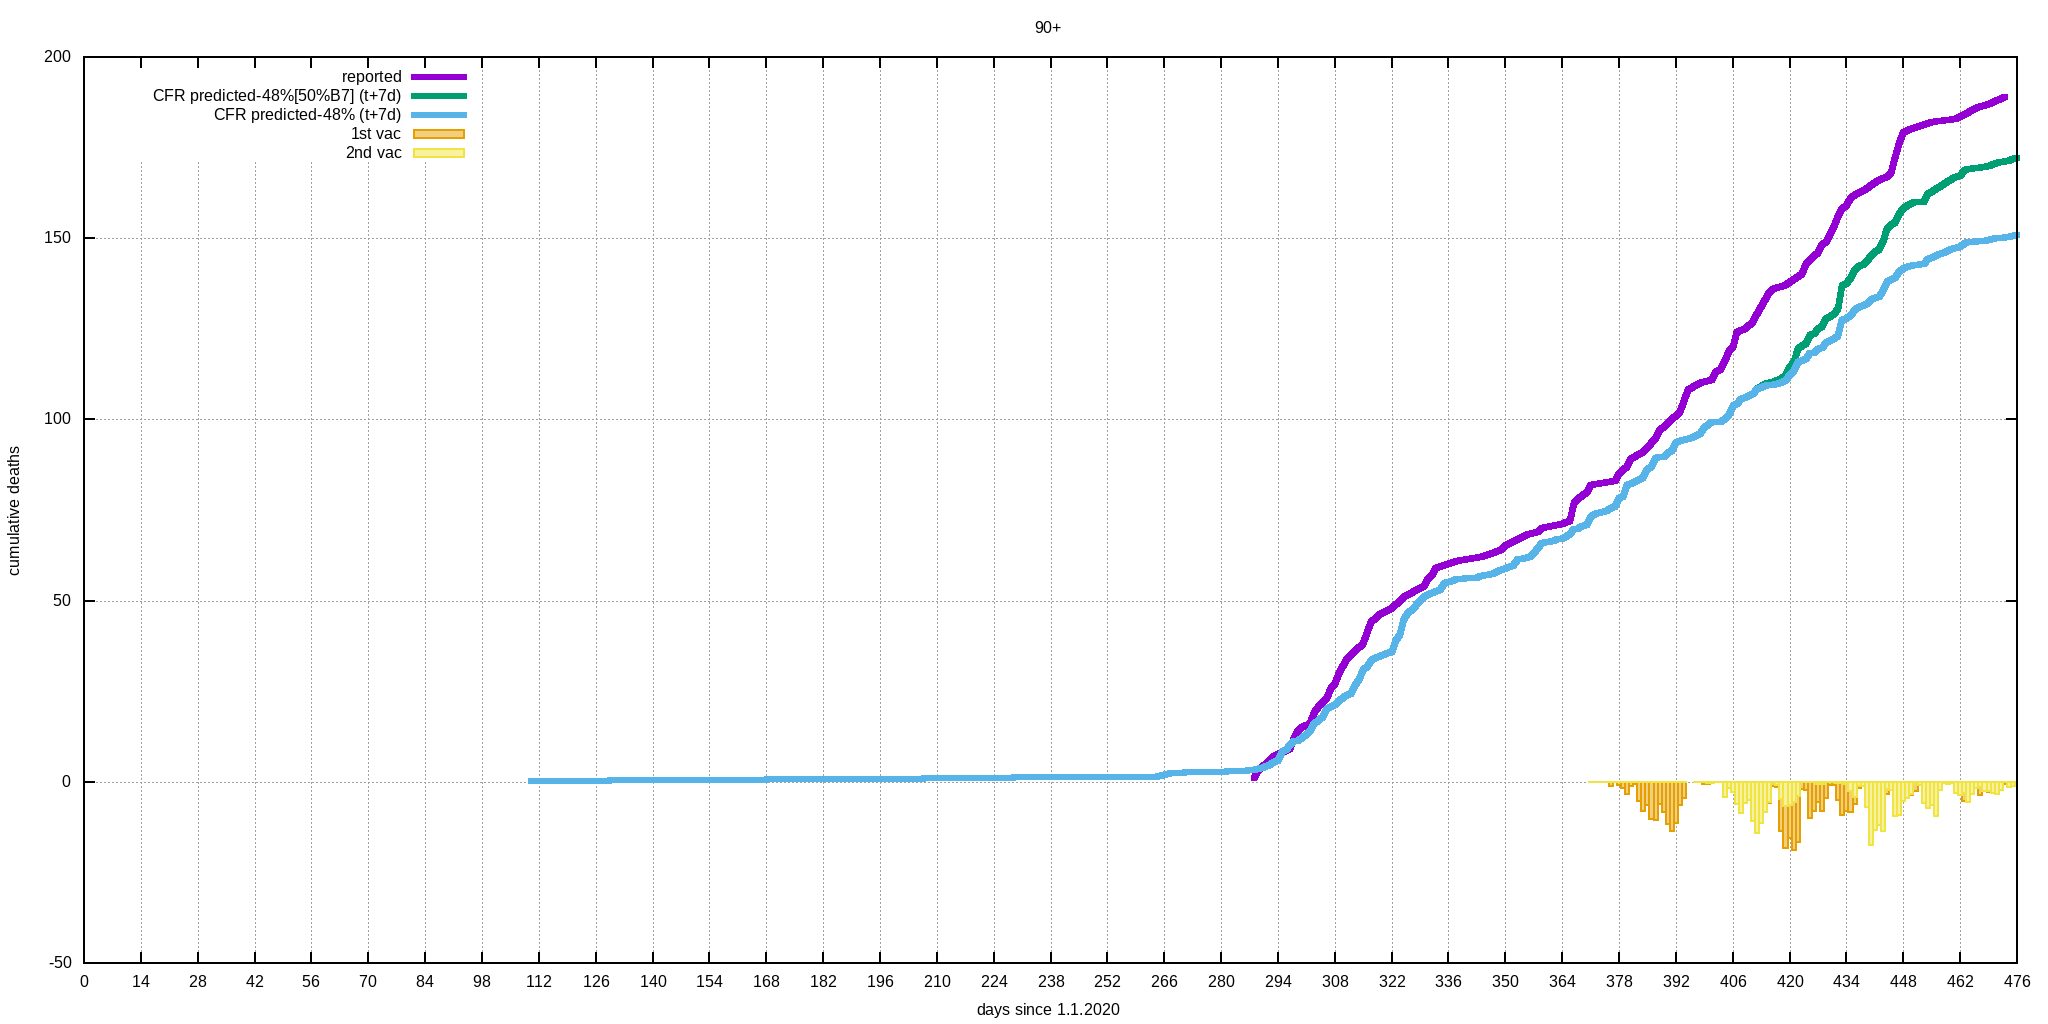 90+
200
150
100
50
0
-50
cumulative deaths
reported
CFR predicted-48%[50%B7] (t+7d)
CFR predicted-48% (t+7d)
1st vac
2nd vac
0 14 28 42 56 70 84 98 112 126 140 154 168 182 196 210 224 238 252 266 280 294 308 322 336 350 364 378 392 406 420 434 448 462 476
days since 1.1.2020